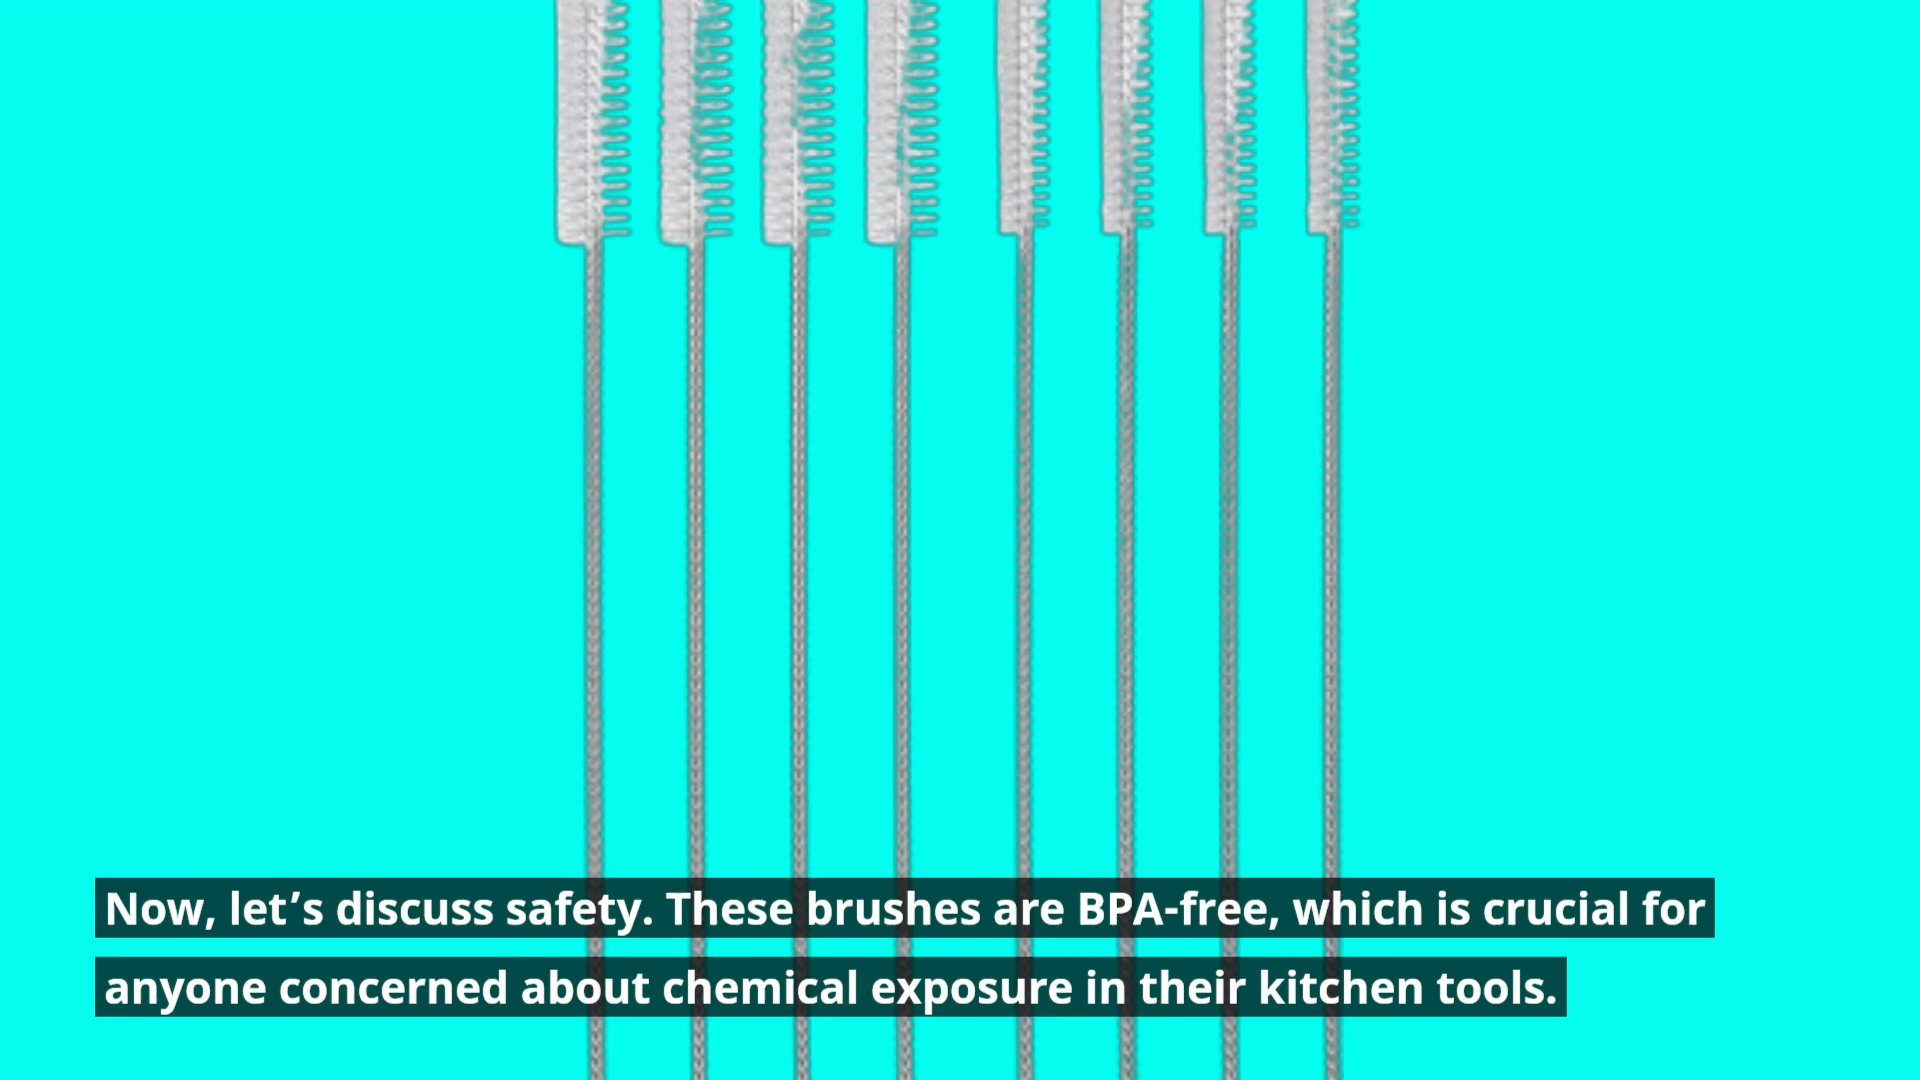 Now, let’s discuss safety. These brushes are BPA-free, which is crucial for
anyone concerned about chemical exposure in their kitchen tools.